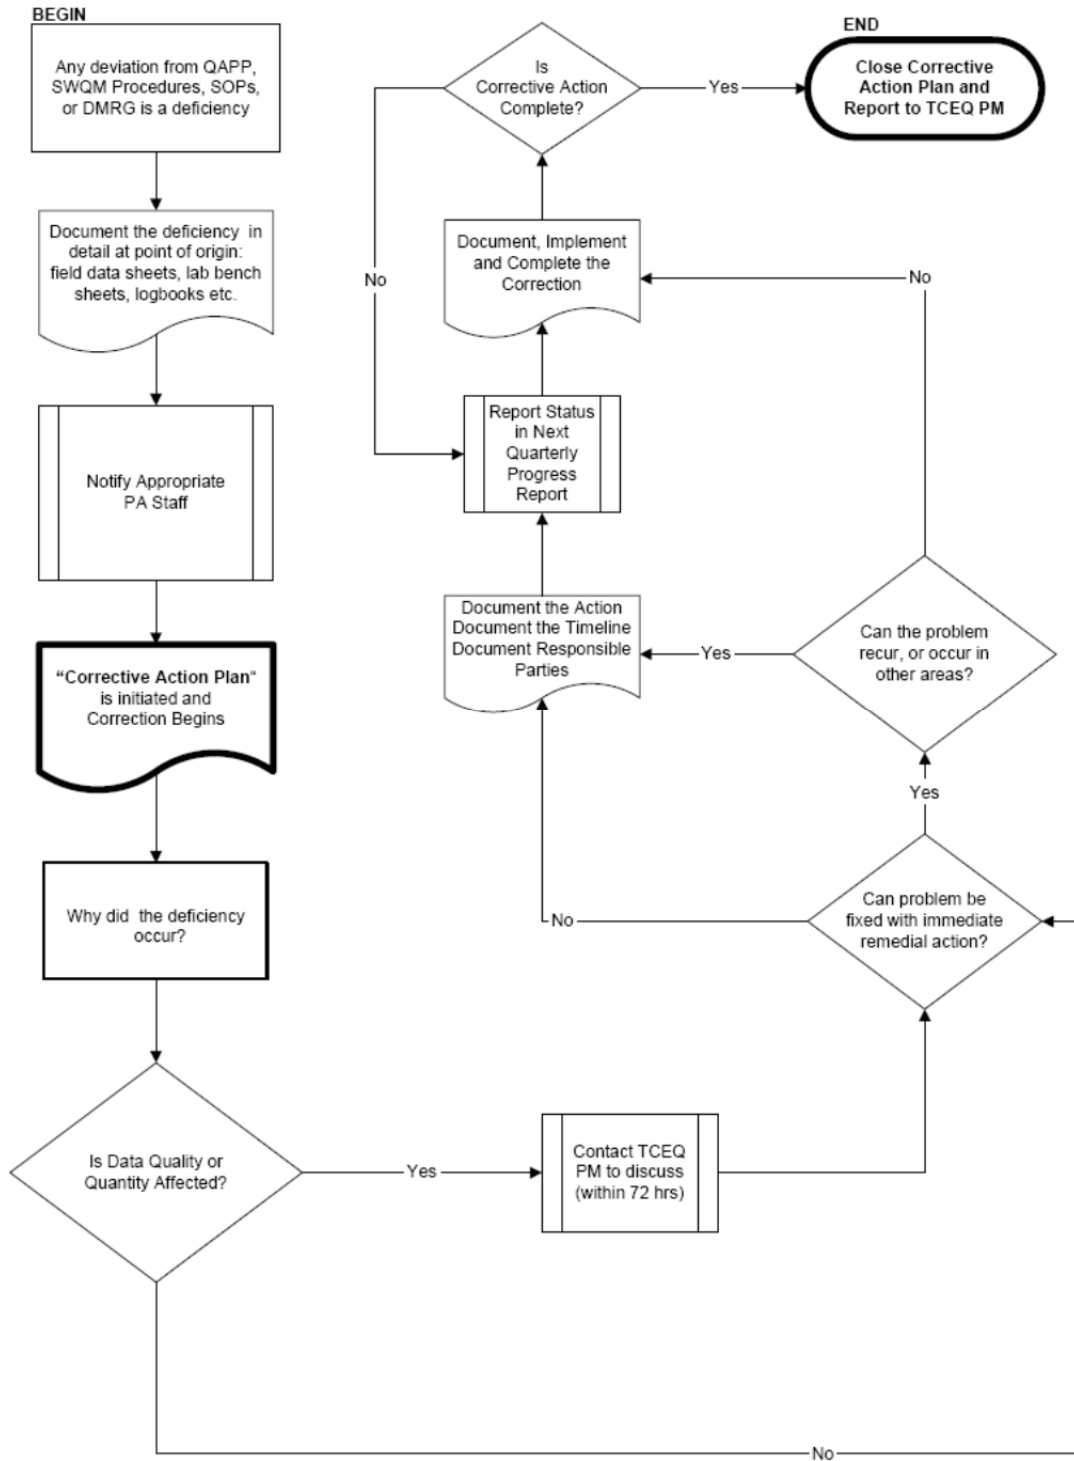 BEGIN
Any deviation from QAPP,
SWQM Procedures, SOPs,
or DMRG is a deficiency
Document the deficiency in
detail at point of origin:
field data sheets, lab bench
sheets, logbooks etc.
Notify Appropriate
PA Staff
“Corrective Action Plan“
is initiated and
Correction Begins
Why did the deficiency
occur?
Is Data Quality or
Quantity Affected?
Yes
No
Contact TCEQ
PM to discuss
(within 72 hrs)
Can problem be
fixed with immediate
remedial action?
No
Yes
Can the problem
recur, or occur in
other areas?
Yes
No
Document the Action
Document the Timeline
Document Responsible
Parties
Report Status
in Next
Quarterly
Progress
Report
Document, Implement
and Complete the
Correction
Is
Corrective Action
Complete?
No
Yes
END
Close Corrective
Action Plan and
Report to TCEQ PM